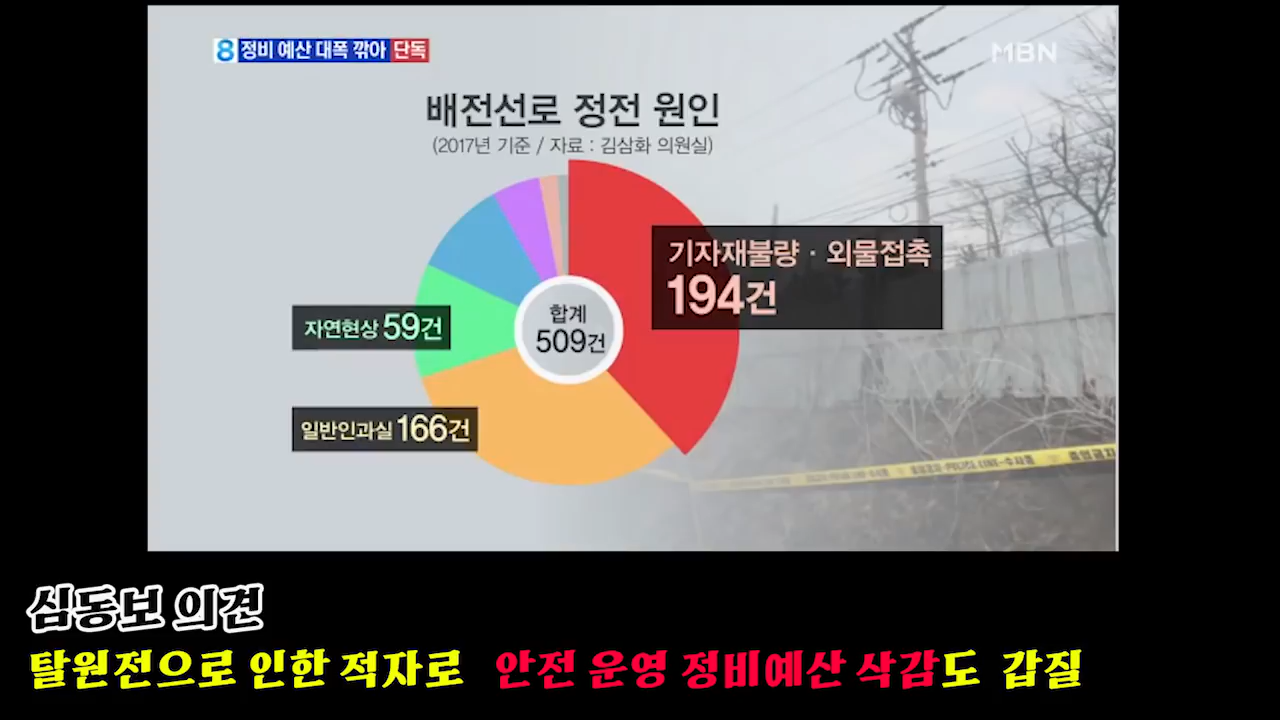 8 정비 예산 대폭 깎아 단독
MBN
배전선로 정전 원인
(2017년 기준 / 자료 : 김삼화 의원실)
기자재불량 · 외물접촉
194건
자연현상 59건
합계
509건
일반인과실 166건
심동보 의견
탈원전으로 인한 적자로 안전 운영 정비예산 삭감도 갑질